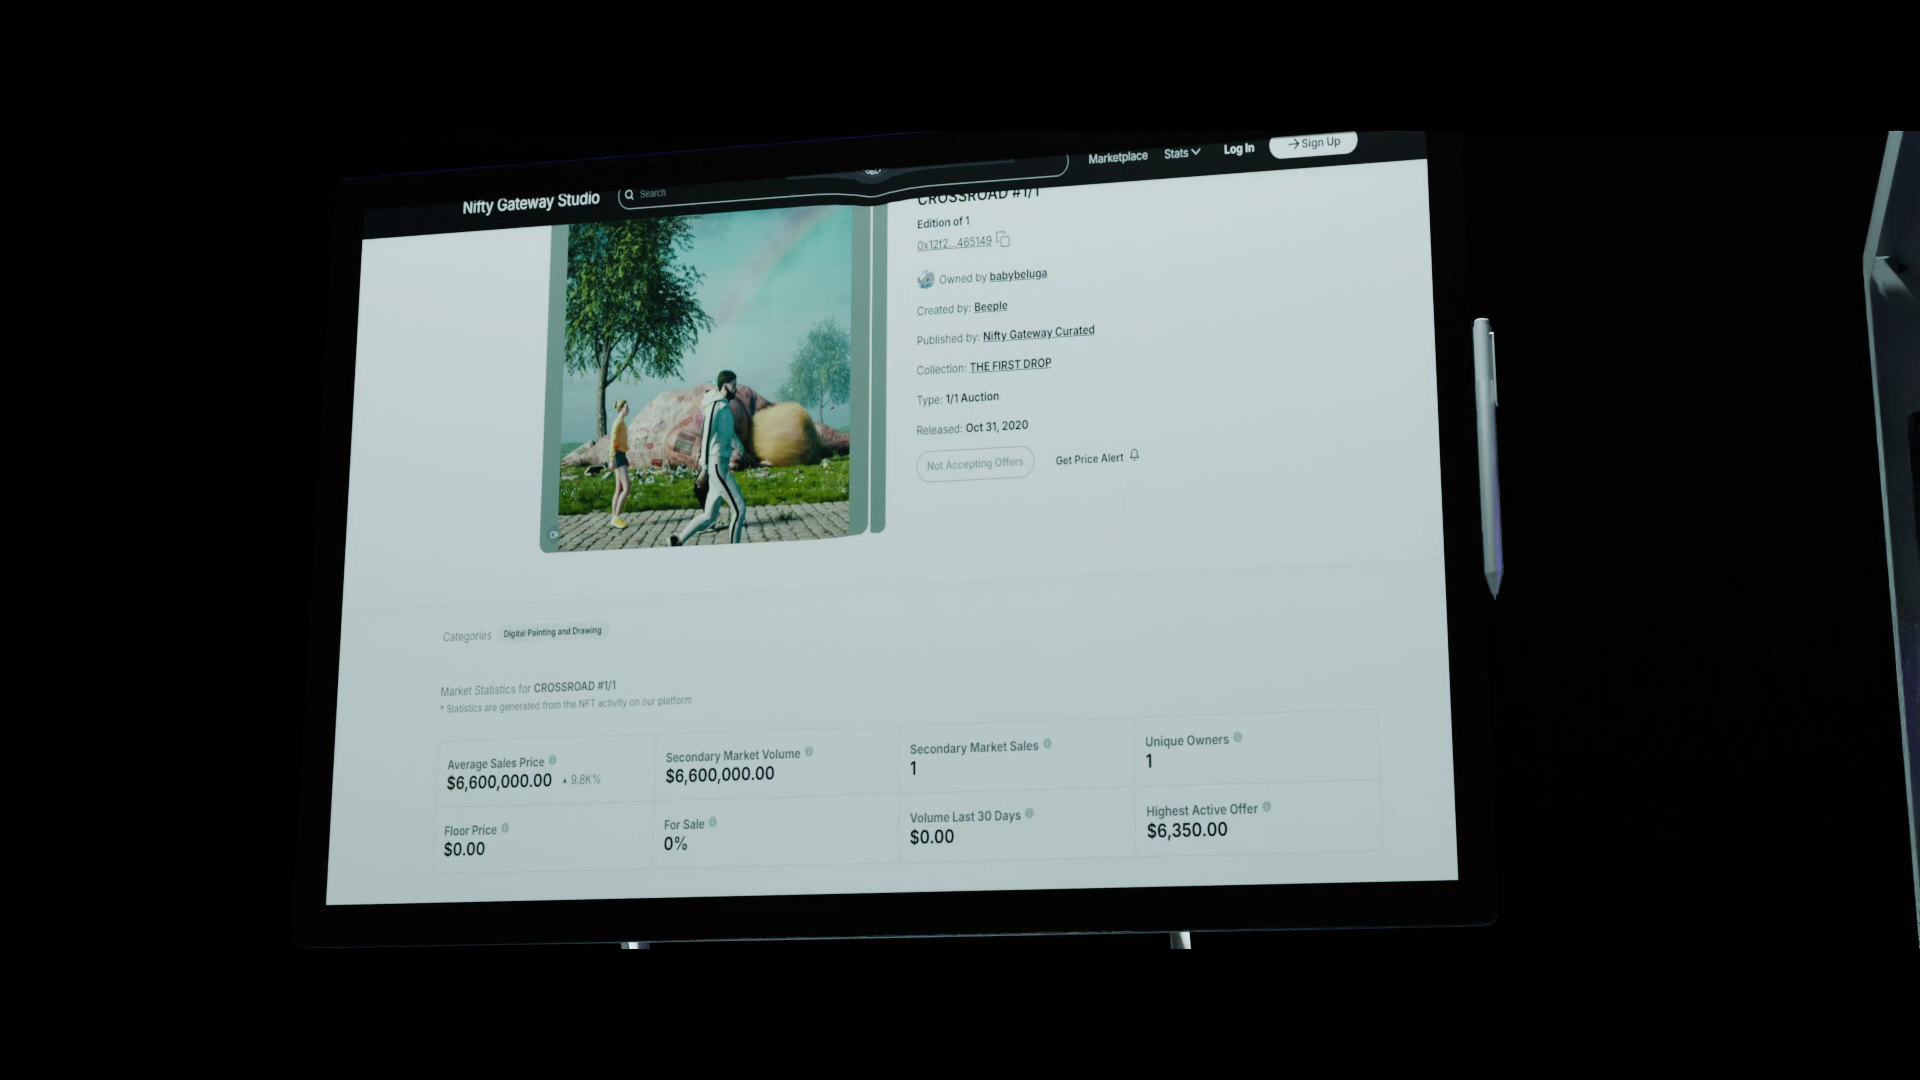 Nifty Gateway Studio
Search
Marketplace
Stats
Log In
Sign Up
CROSSROAD #1/1
Edition of 1
0x12f2...465149
Owned by babybeluga
Created by: Beeple
Published by: Nifty Gateway Curated
Collection: THE FIRST DROP
Type: 1/1 Auction
Released: Oct 31, 2020
Not Accepting Offers
Get Price Alert
Categories Digital Painting and Drawing
Market Statistics for CROSSROAD #1/1
* Statistics are generated from the NFT activity on our platform
Average Sales Price
$6,600,000.00 ▲ 9.8K%
Secondary Market Volume
$6,600,000.00
Secondary Market Sales
1
Unique Owners
1
Floor Price
$0.00
For Sale
0%
Volume Last 30 Days
$0.00
Highest Active Offer
$6,350.00